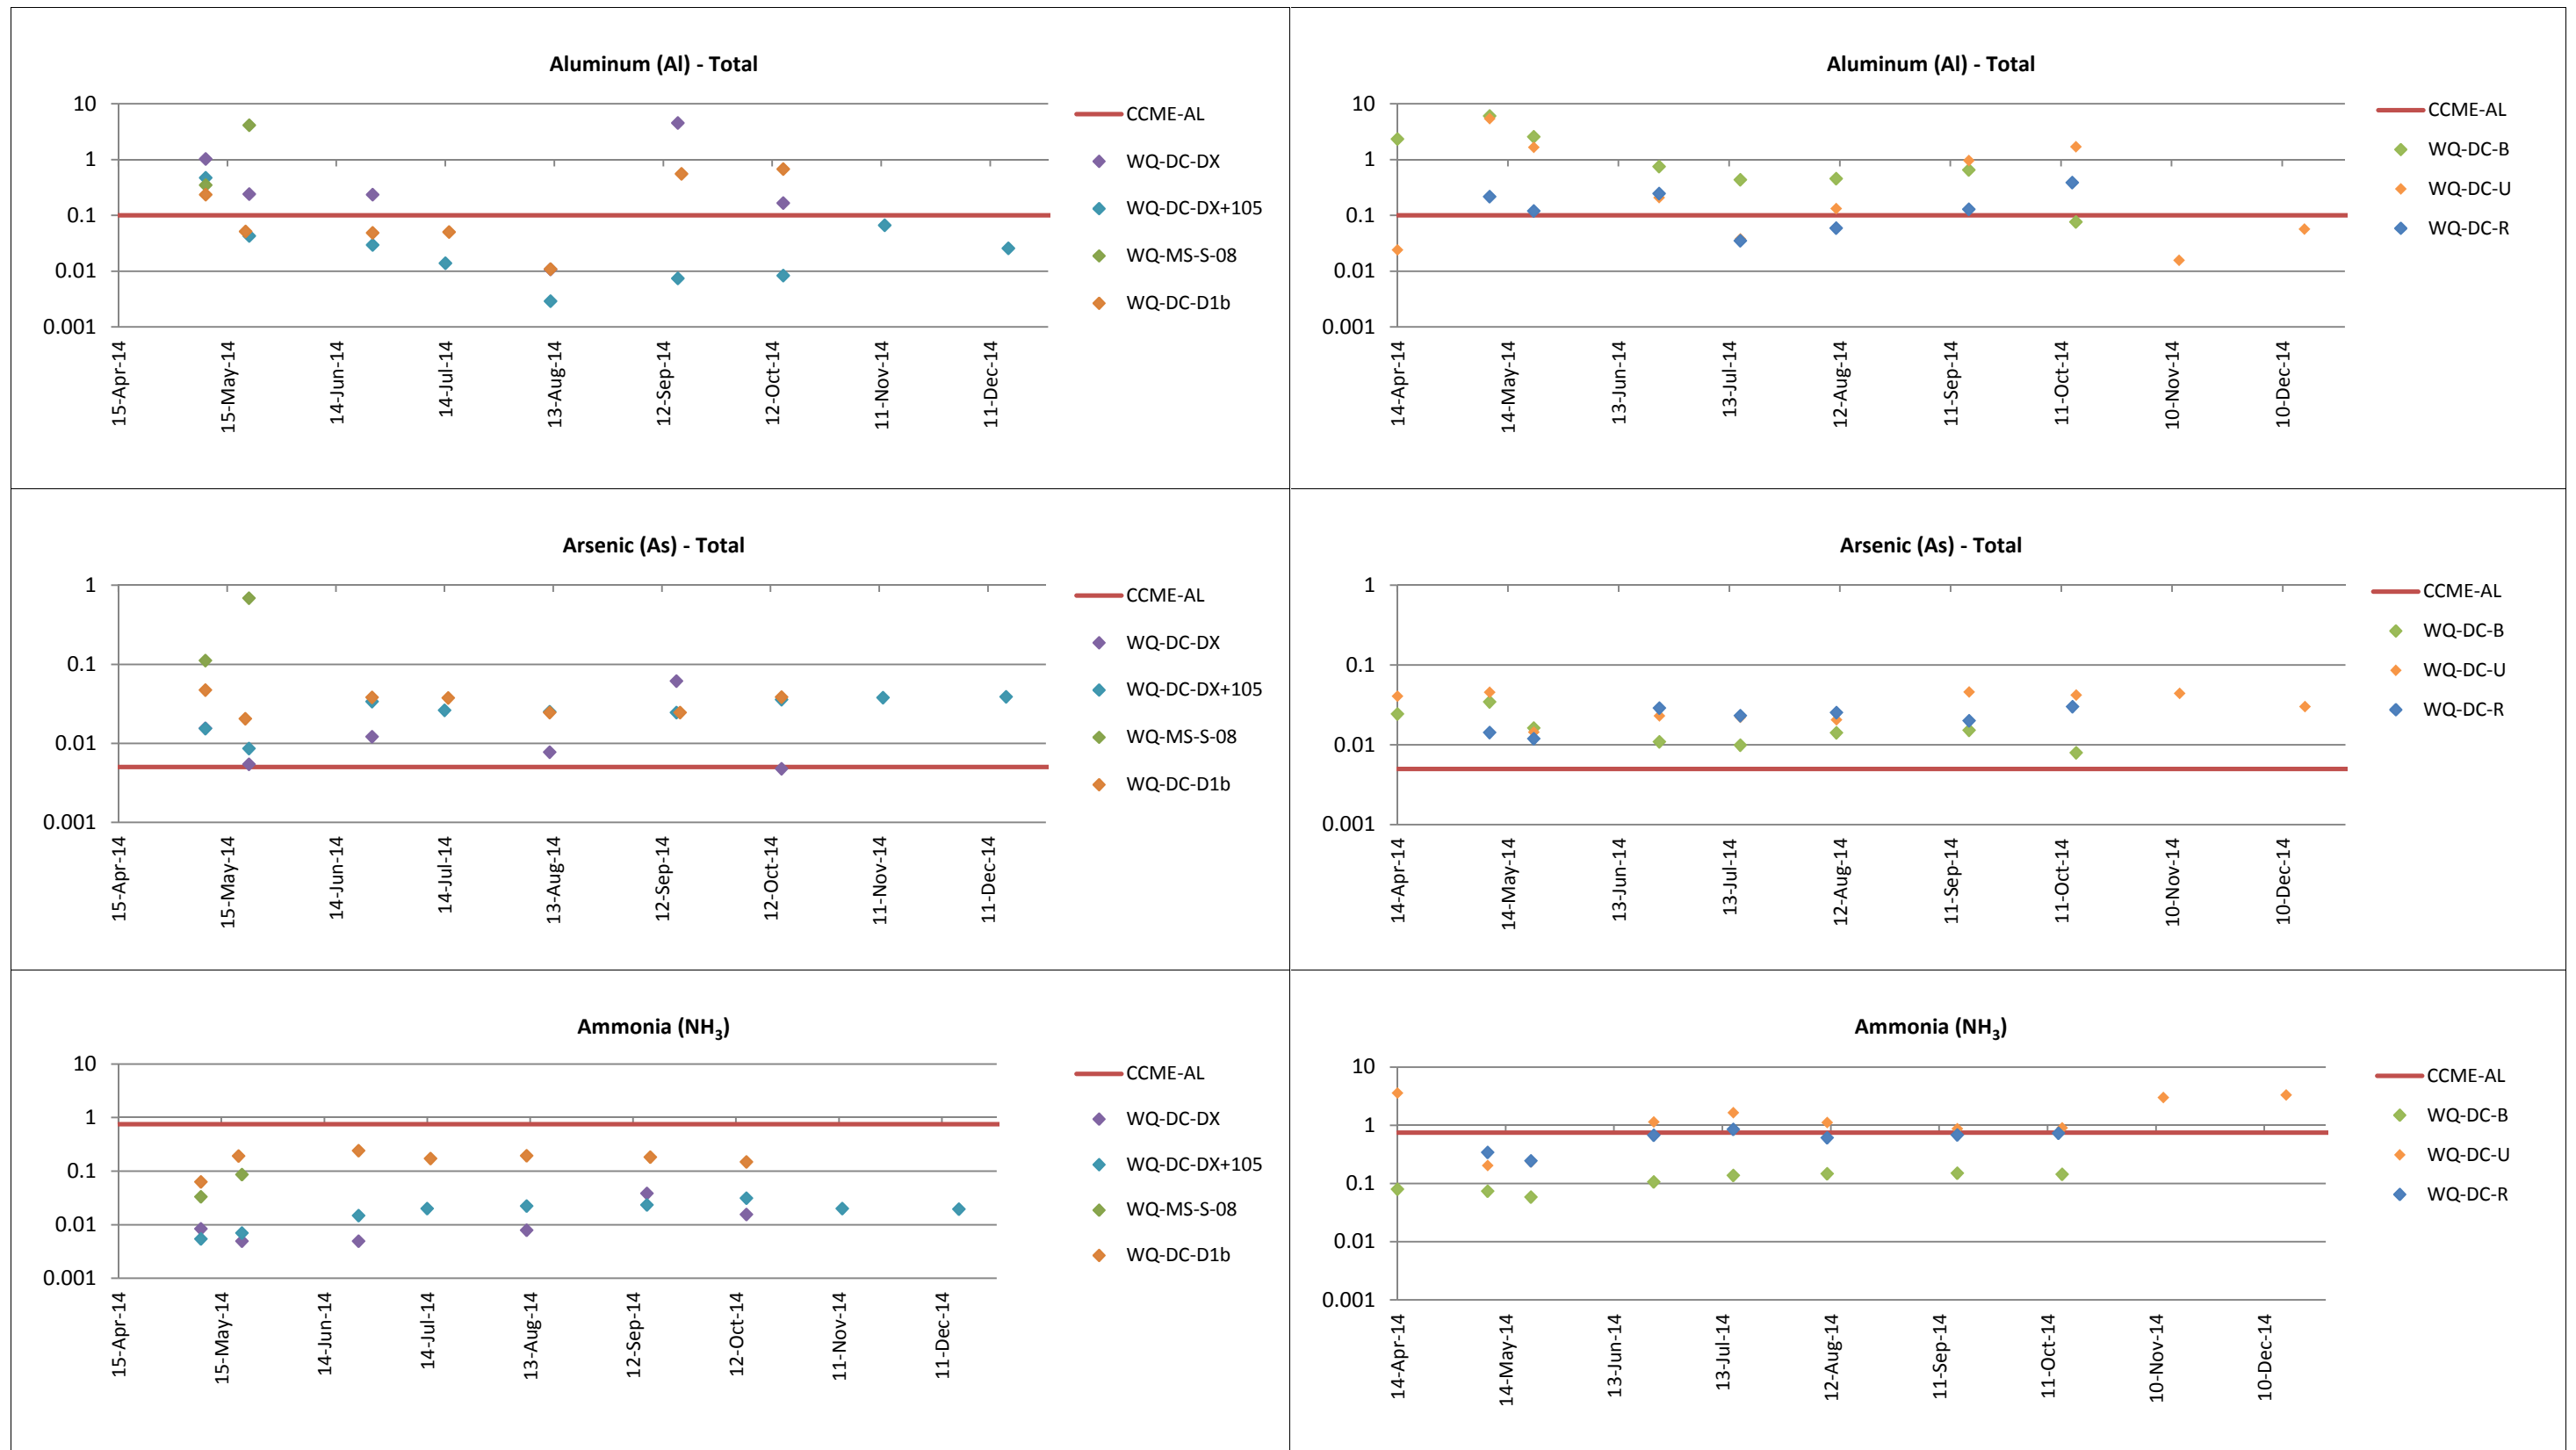 Aluminum (Al) - Total
10
1
0.1
0.01
0.001
15-Apr-14
15-May-14
14-Jun-14
14-Jul-14
13-Aug-14
12-Sep-14
12-Oct-14
11-Nov-14
11-Dec-14
CCME-AL
WQ-DC-DX
WQ-DC-DX+105
WQ-MS-S-08
WQ-DC-D1b
Aluminum (Al) - Total
10
1
0.1
0.01
0.001
14-Apr-14
14-May-14
13-Jun-14
13-Jul-14
12-Aug-14
11-Sep-14
11-Oct-14
10-Nov-14
10-Dec-14
CCME-AL
WQ-DC-B
WQ-DC-U
WQ-DC-R
Arsenic (As) - Total
1
0.1
0.01
0.001
15-Apr-14
15-May-14
14-Jun-14
14-Jul-14
13-Aug-14
12-Sep-14
12-Oct-14
11-Nov-14
11-Dec-14
CCME-AL
WQ-DC-DX
WQ-DC-DX+105
WQ-MS-S-08
WQ-DC-D1b
Arsenic (As) - Total
1
0.1
0.01
0.001
14-Apr-14
14-May-14
13-Jun-14
13-Jul-14
12-Aug-14
11-Sep-14
11-Oct-14
10-Nov-14
10-Dec-14
CCME-AL
WQ-DC-B
WQ-DC-U
WQ-DC-R
Ammonia (NH₃)
10
1
0.1
0.01
0.001
15-Apr-14
15-May-14
14-Jun-14
14-Jul-14
13-Aug-14
12-Sep-14
12-Oct-14
11-Nov-14
11-Dec-14
CCME-AL
WQ-DC-DX
WQ-DC-DX+105
WQ-MS-S-08
WQ-DC-D1b
Ammonia (NH₃)
10
1
0.1
0.01
0.001
14-Apr-14
14-May-14
13-Jun-14
13-Jul-14
12-Aug-14
11-Sep-14
11-Oct-14
10-Nov-14
10-Dec-14
CCME-AL
WQ-DC-B
WQ-DC-U
WQ-DC-R